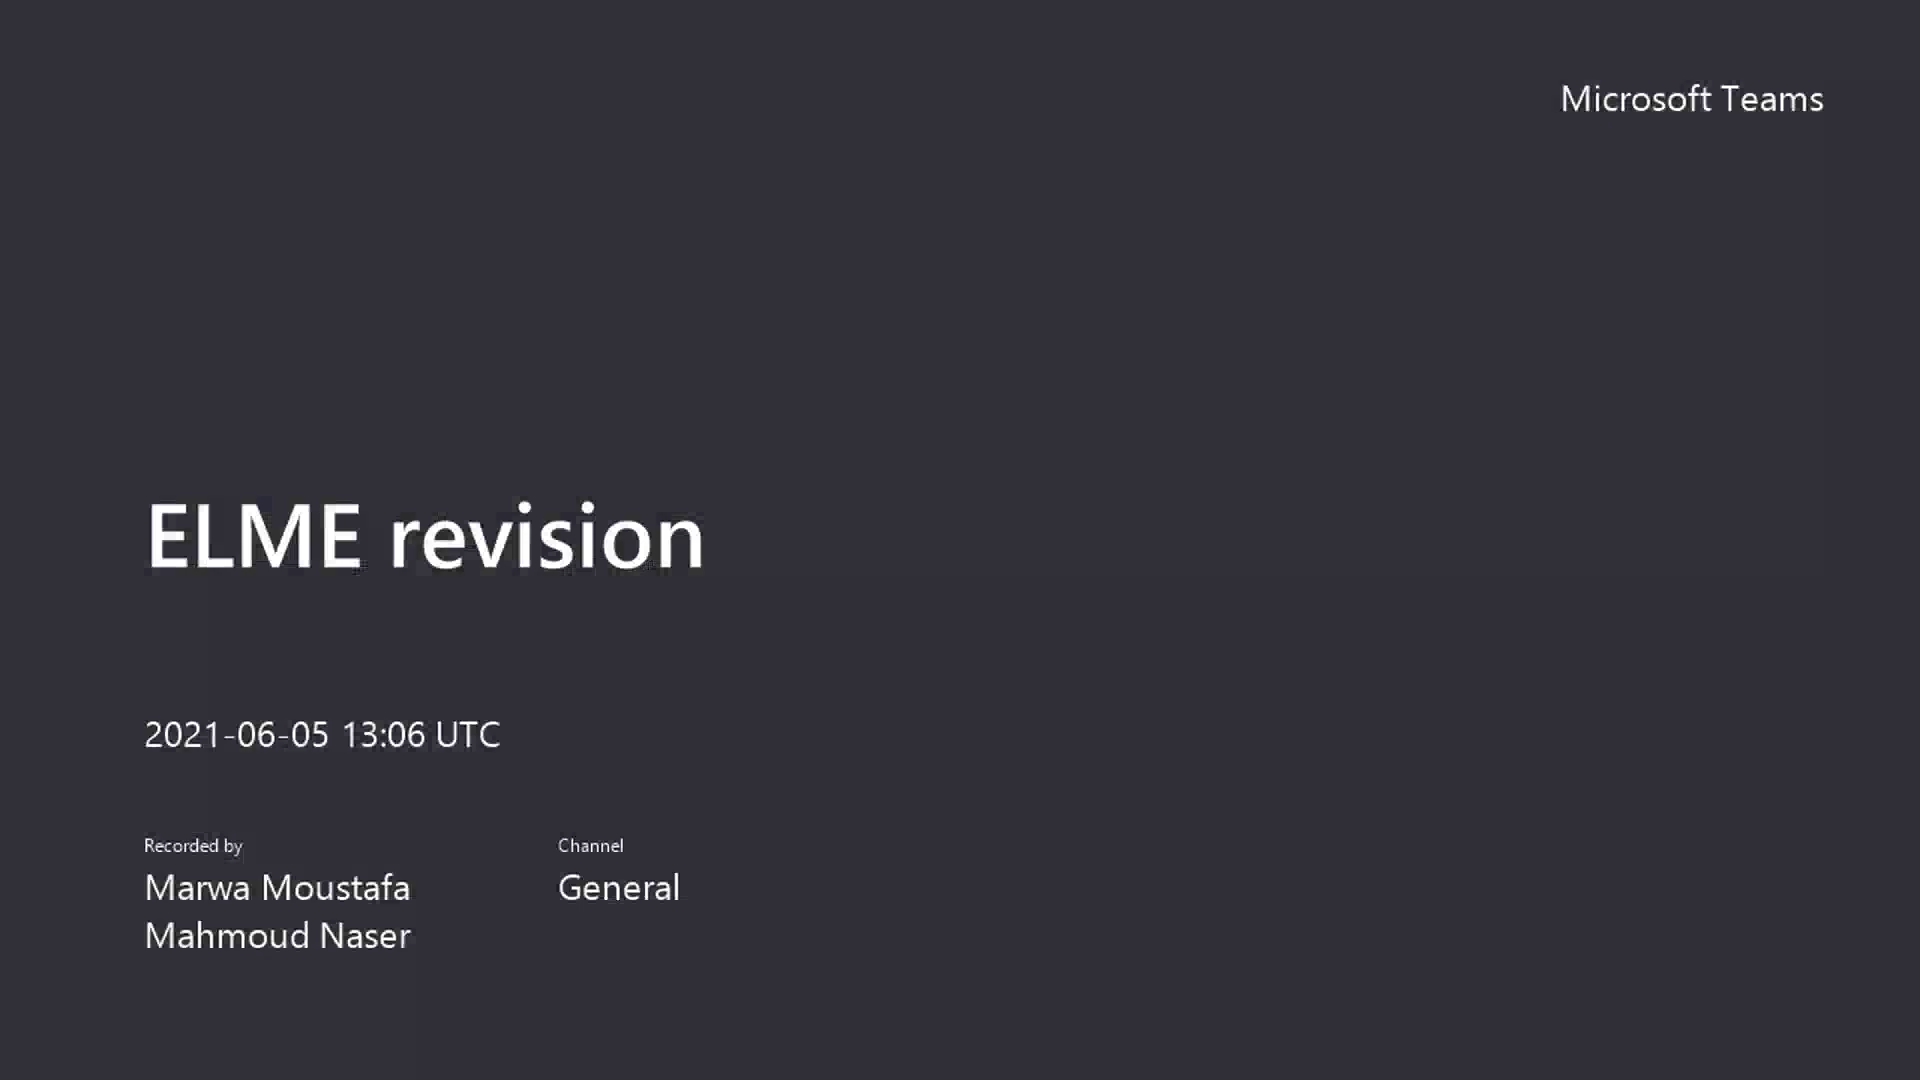 Microsoft Teams
ELME revision
2021-06-05 13:06 UTC
Recorded by
Marwa Moustafa
Mahmoud Naser
Channel
General